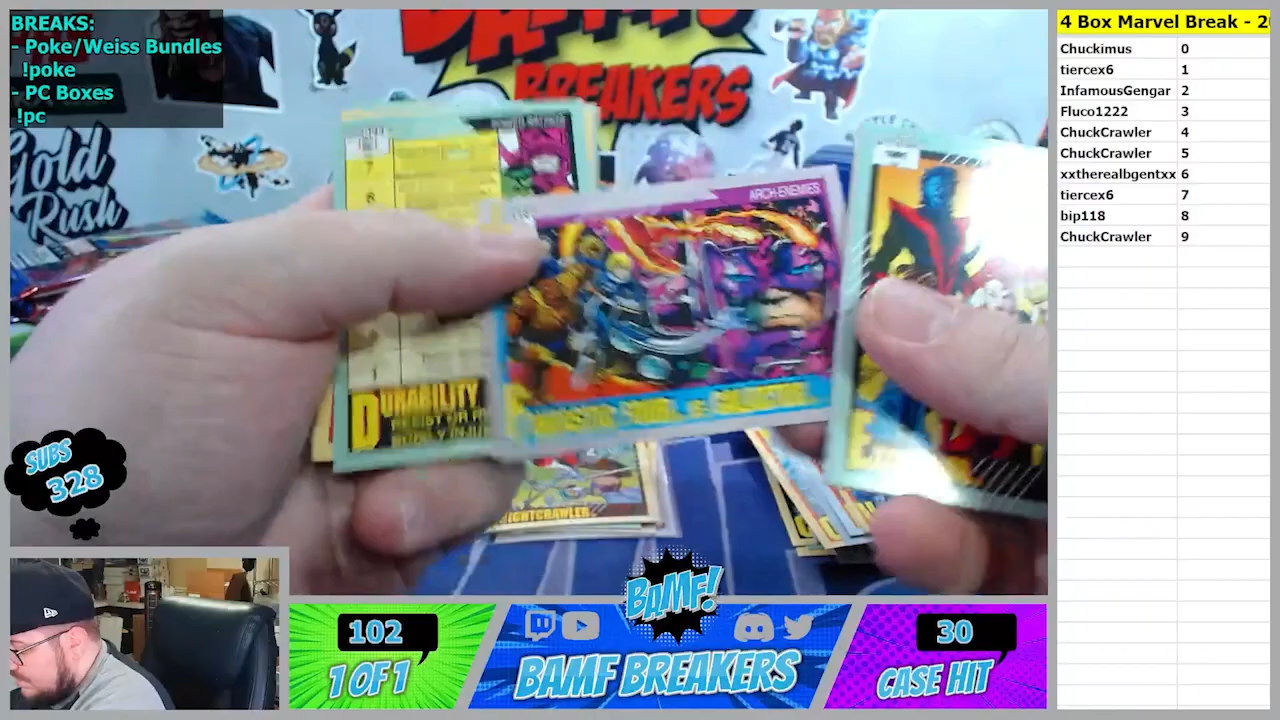 BREAKS:
- Poke/Weiss Bundles
!poke
- PC Boxes
!pc
BREAKERS
Gold
Rush
ARCH-ENEMIES
DURABILITY
NIGHTCRAWLER
SUBS
328
BAMF!
102
1 OF 1
BAMF BREAKERS
30
CASE HIT
4 Box Marvel Break - 2
Chuckimus 0
tiercex6 1
InfamousGengar 2
Fluco1222 3
ChuckCrawler 4
ChuckCrawler 5
xxtherealbgentxx 6
tiercex6 7
bip118 8
ChuckCrawler 9